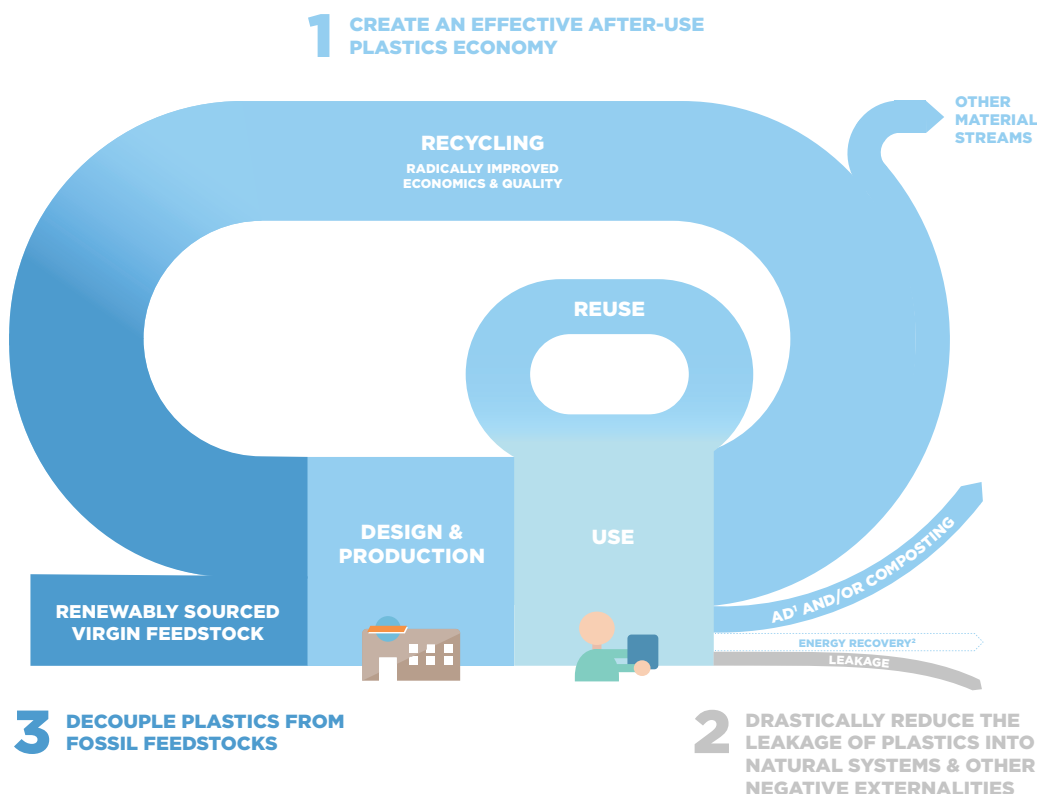 1 CREATE AN EFFECTIVE AFTER-USE
PLASTICS ECONOMY
OTHER
MATERIAL
STREAMS
RECYCLING
RADICALLY IMPROVED
ECONOMICS & QUALITY
REUSE
DESIGN &
PRODUCTION
USE
AD¹ AND/OR COMPOSTING
RENEWABLY SOURCED
VIRGIN FEEDSTOCK
ENERGY RECOVERY²
LEAKAGE
3 DECOUPLE PLASTICS FROM
FOSSIL FEEDSTOCKS
2 DRASTICALLY REDUCE THE
LEAKAGE OF PLASTICS INTO
NATURAL SYSTEMS & OTHER
NEGATIVE EXTERNALITIES